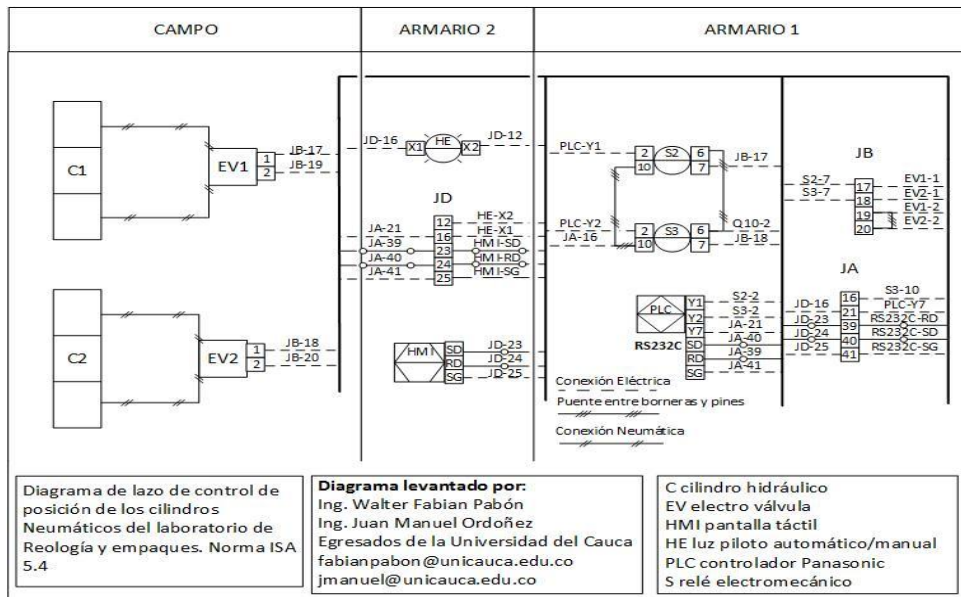 CAMPO
ARMARIO 2
ARMARIO 1
C1
EV1
1
2
JB-17
JB-19
C2
EV2
1
2
JB-18
JB-20
JD-16
X1
HE
X2
JD-12
JD
JA-21
JA-39
JA-40
JA-41
12
16
23
24
25
HE-X2
HE-X1
HMI-SD
HMI-RD
HMI-SG
HMI
SD
RD
SG
JD-23
JD-24
JD-25
PLC-Y1
2
10
S2
6
7
JB-17
PLC-Y2
JA-16
2
10
S3
6
7
Q10-2
JB-18
PLC
RS232C
Y1
Y2
Y7
SD
RD
SG
S2-2
S3-2
JA-21
JA-40
JA-39
JA-41
JB
S2-7
S3-7
17
18
19
20
EV1-1
EV2-1
EV1-2
EV2-2
JA
JD-16
JD-23
JD-24
JD-25
16
21
39
40
41
S3-10
PLC-Y7
RS232C-RD
RS232C-SD
RS232C-SG
Conexión Eléctrica
Puente entre borneras y pines
Conexión Neumática
Diagrama de lazo de control de
posición de los cilindros
Neumáticos del laboratorio de
Reología y empaques. Norma ISA
5.4
Diagrama levantado por:
Ing. Walter Fabian Pabón
Ing. Juan Manuel Ordoñez
Egresados de la Universidad del Cauca
fabianpabon@unicauca.edu.co
jmanuel@unicauca.edu.co
C cilindro hidráulico
EV electro válvula
HMI pantalla táctil
HE luz piloto automático/manual
PLC controlador Panasonic
S relé electromecánico